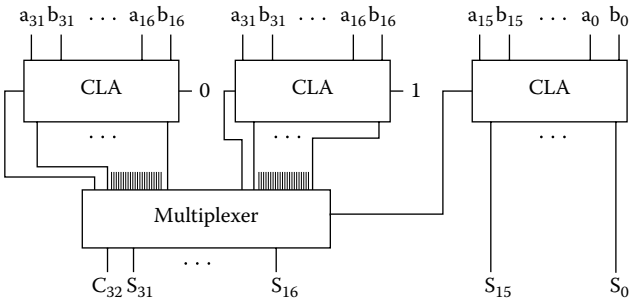 a31 b31 . . . a16 b16 a31 b31 . . . a16 b16 a15 b15 . . . a0 b0
CLA 0 CLA 1 CLA
. . . . . . . . .
Multiplexer
. . .
C32 S31 S16 S15 S0